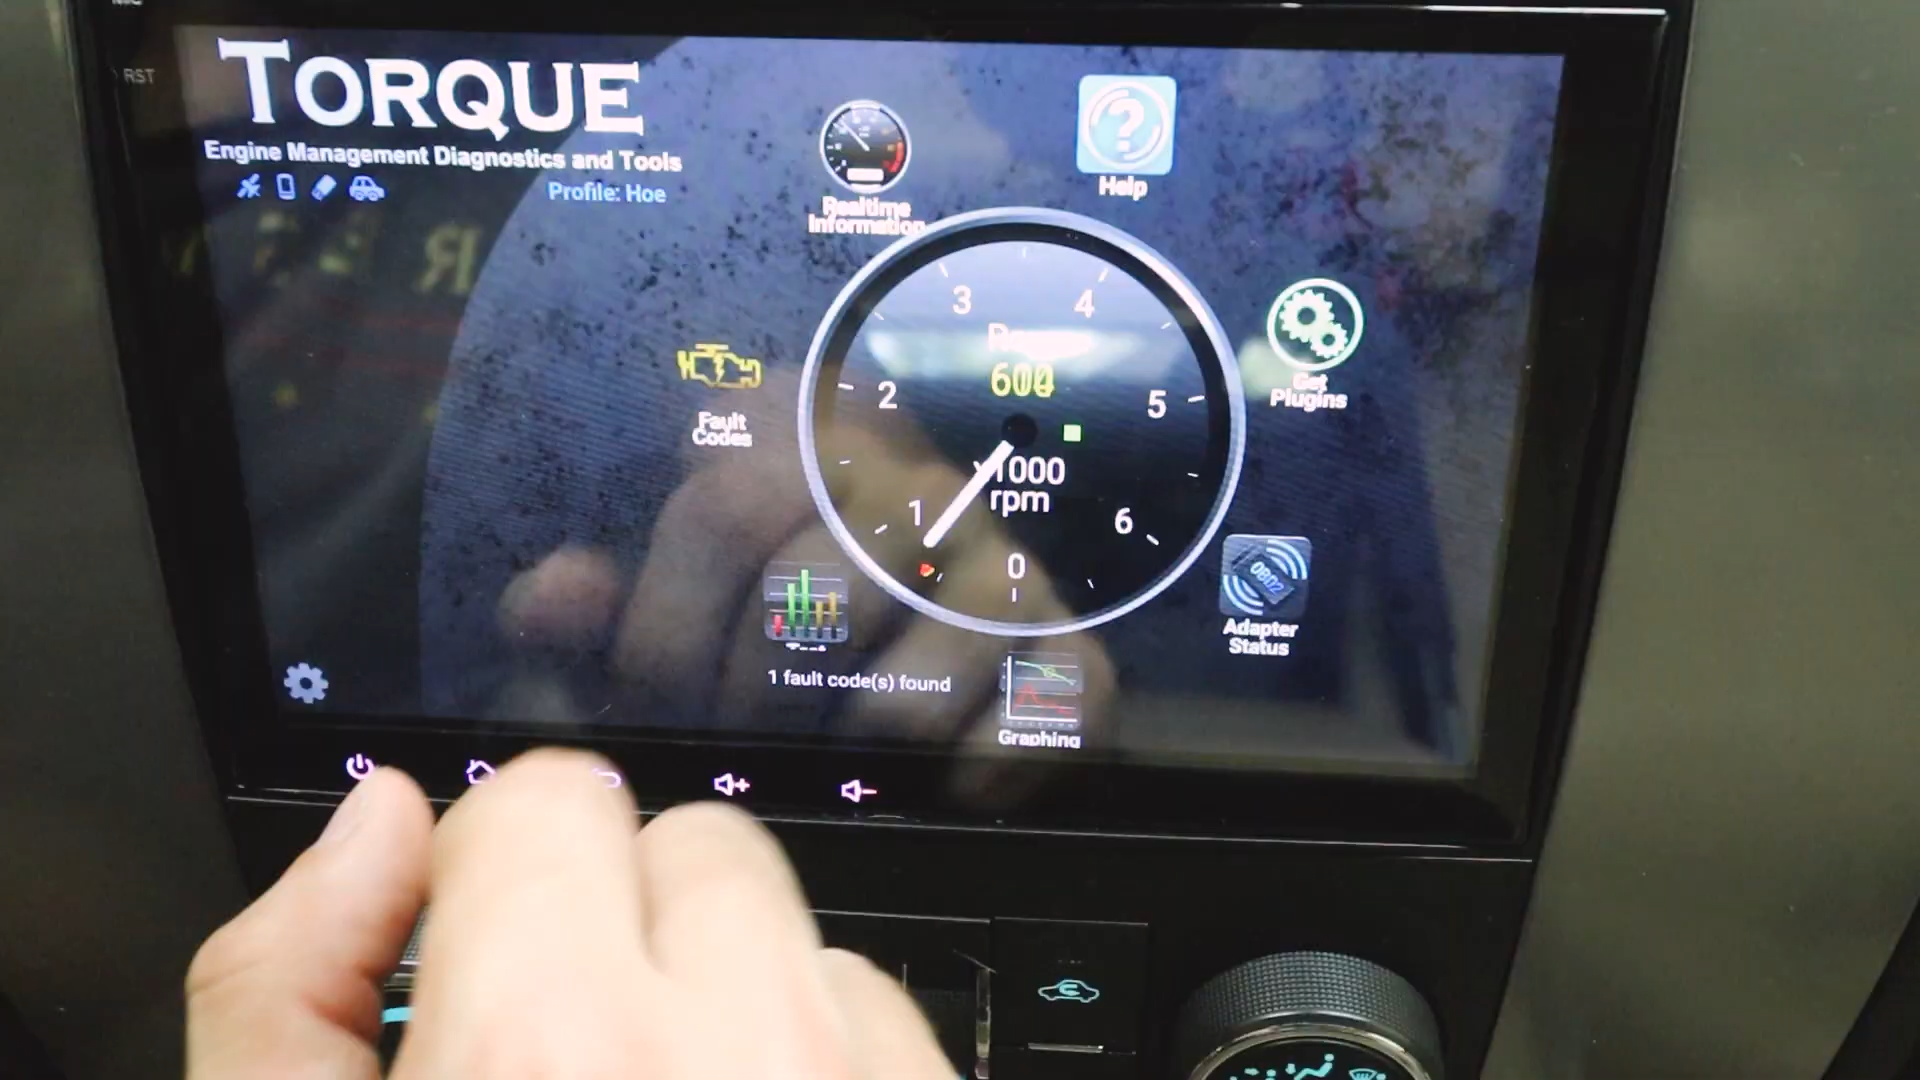 RST
TORQUE
Engine Management Diagnostics and Tools
Profile: Hoe
Help
Realtime
Information
3
4
2
5
Get
Plugins
Fault
Codes
x1000
rpm
1
6
0
OBD2
Adapter
Status
1 fault code(s) found
Graphing